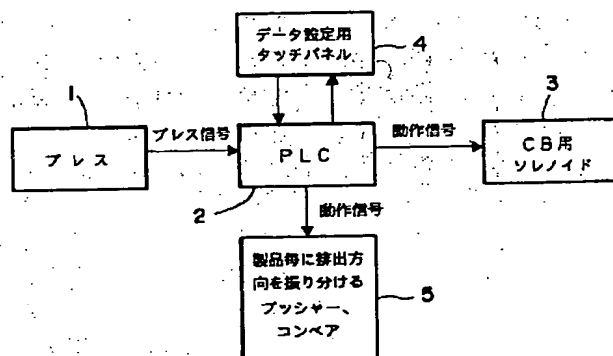 データ設定用
タッチパネル
4
1
3
プレス
プレス信号
PLC
動作信号
CB用
ソレノイド
2
動作信号
製品毎に排出方
向を振り分ける
プッシャー、
コンベア
5